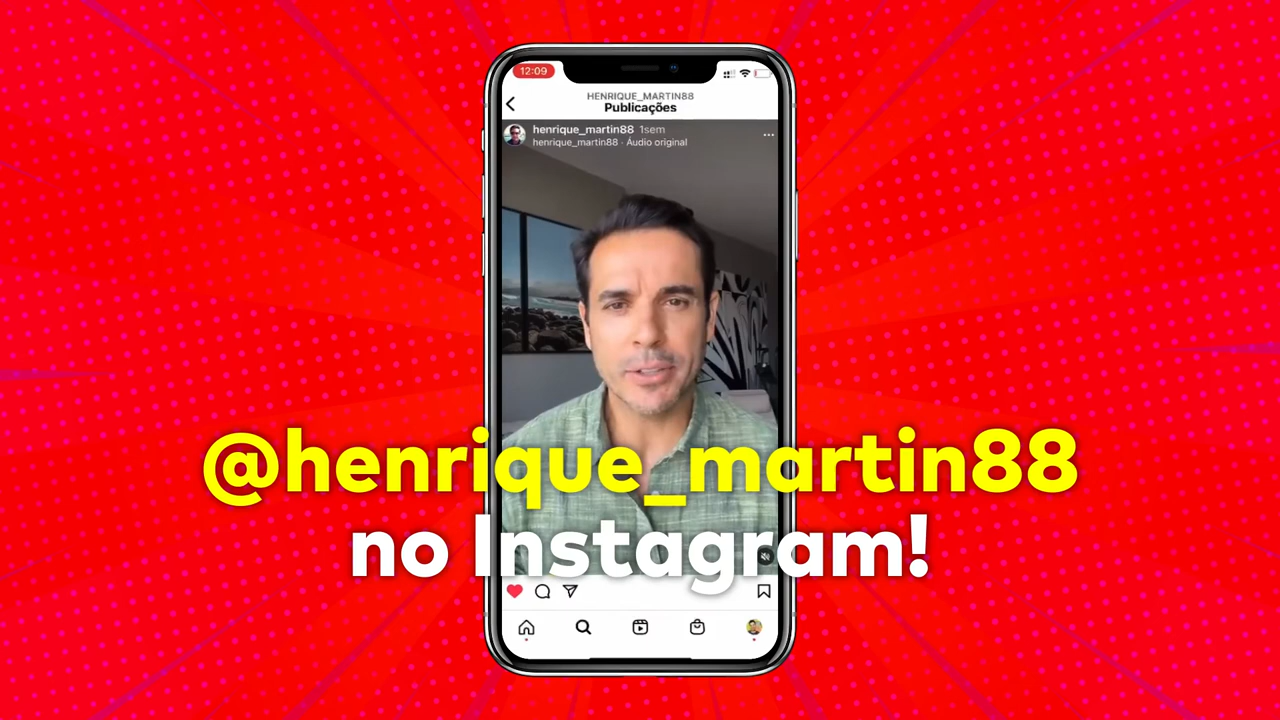 12:09
HENRIQUE_MARTIN88
Publicações
henrique_martin88 1sem
henrique_martin88 · Áudio original
@henrique_martin88
no Instagram!